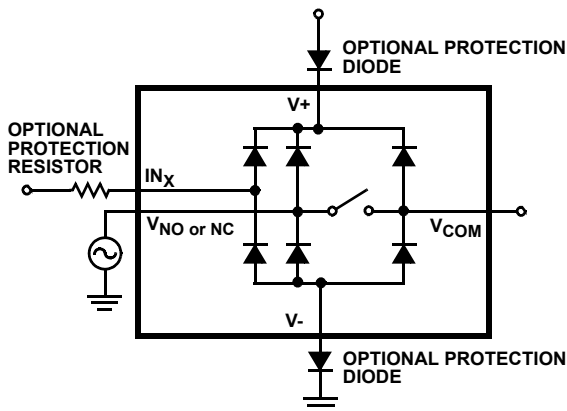 OPTIONAL PROTECTION
DIODE
V+
OPTIONAL
PROTECTION
RESISTOR
INX
VNO or NC
VCOM
V-
OPTIONAL PROTECTION
DIODE